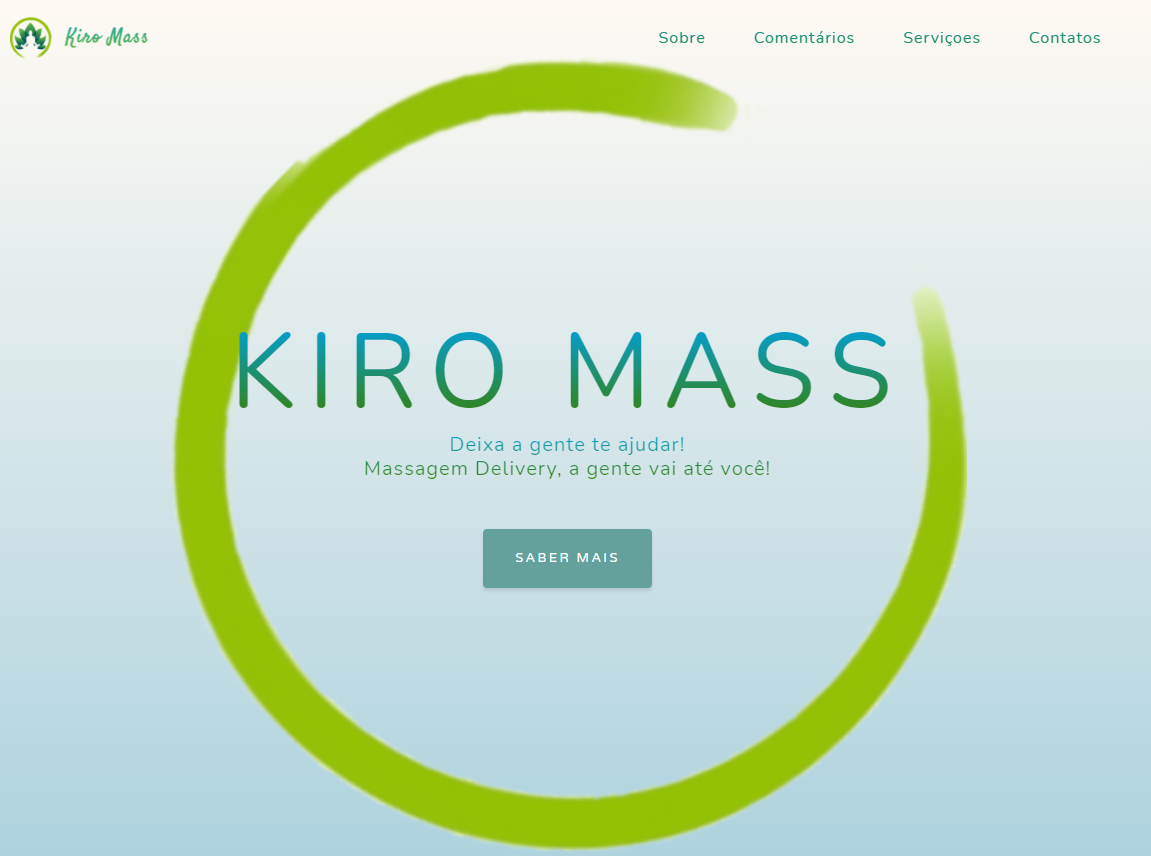 Kiro Mass
Sobre Comentários Serviçoes Contatos
KIRO MASS
Deixa a gente te ajudar!
Massagem Delivery, a gente vai até você!
SABER MAIS